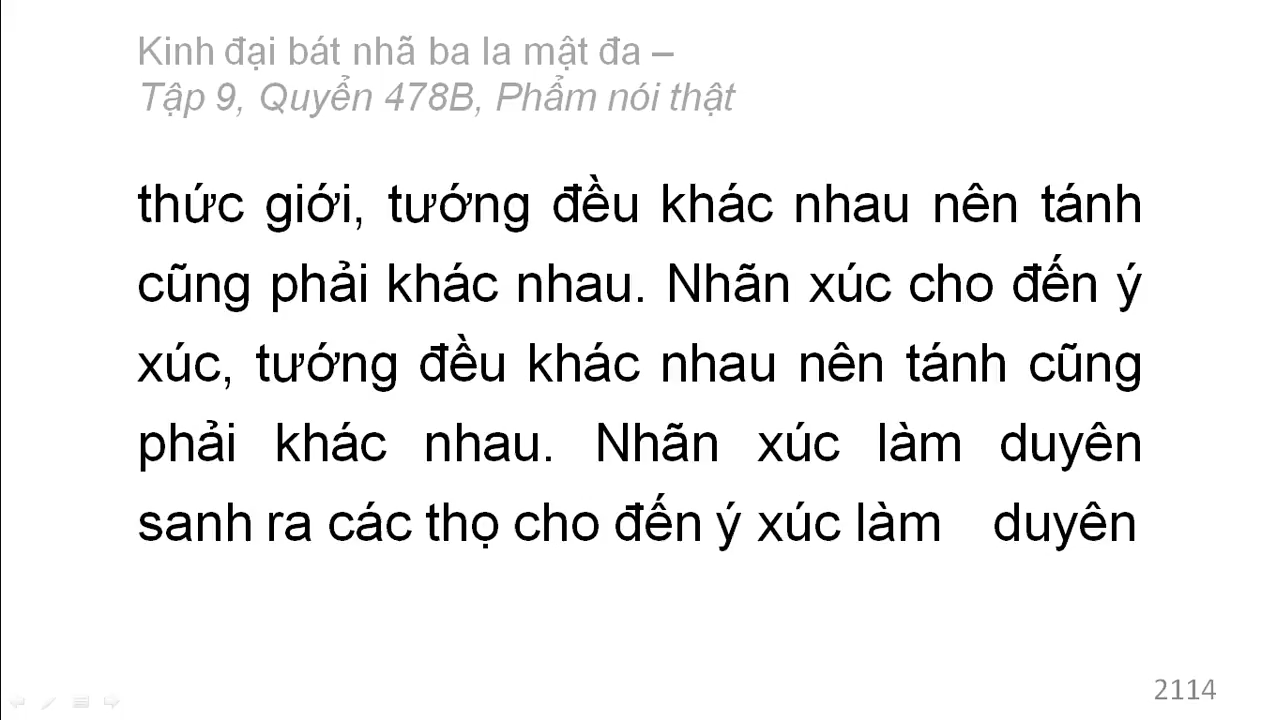 Kinh đại bát nhã ba la mật đa –
Tập 9, Quyển 478B, Phẩm nói thật
thức giới, tướng đều khác nhau nên tánh
cũng phải khác nhau. Nhãn xúc cho đến ý
xúc, tướng đều khác nhau nên tánh cũng
phải khác nhau. Nhãn xúc làm duyên
sanh ra các thọ cho đến ý xúc làm duyên
2114